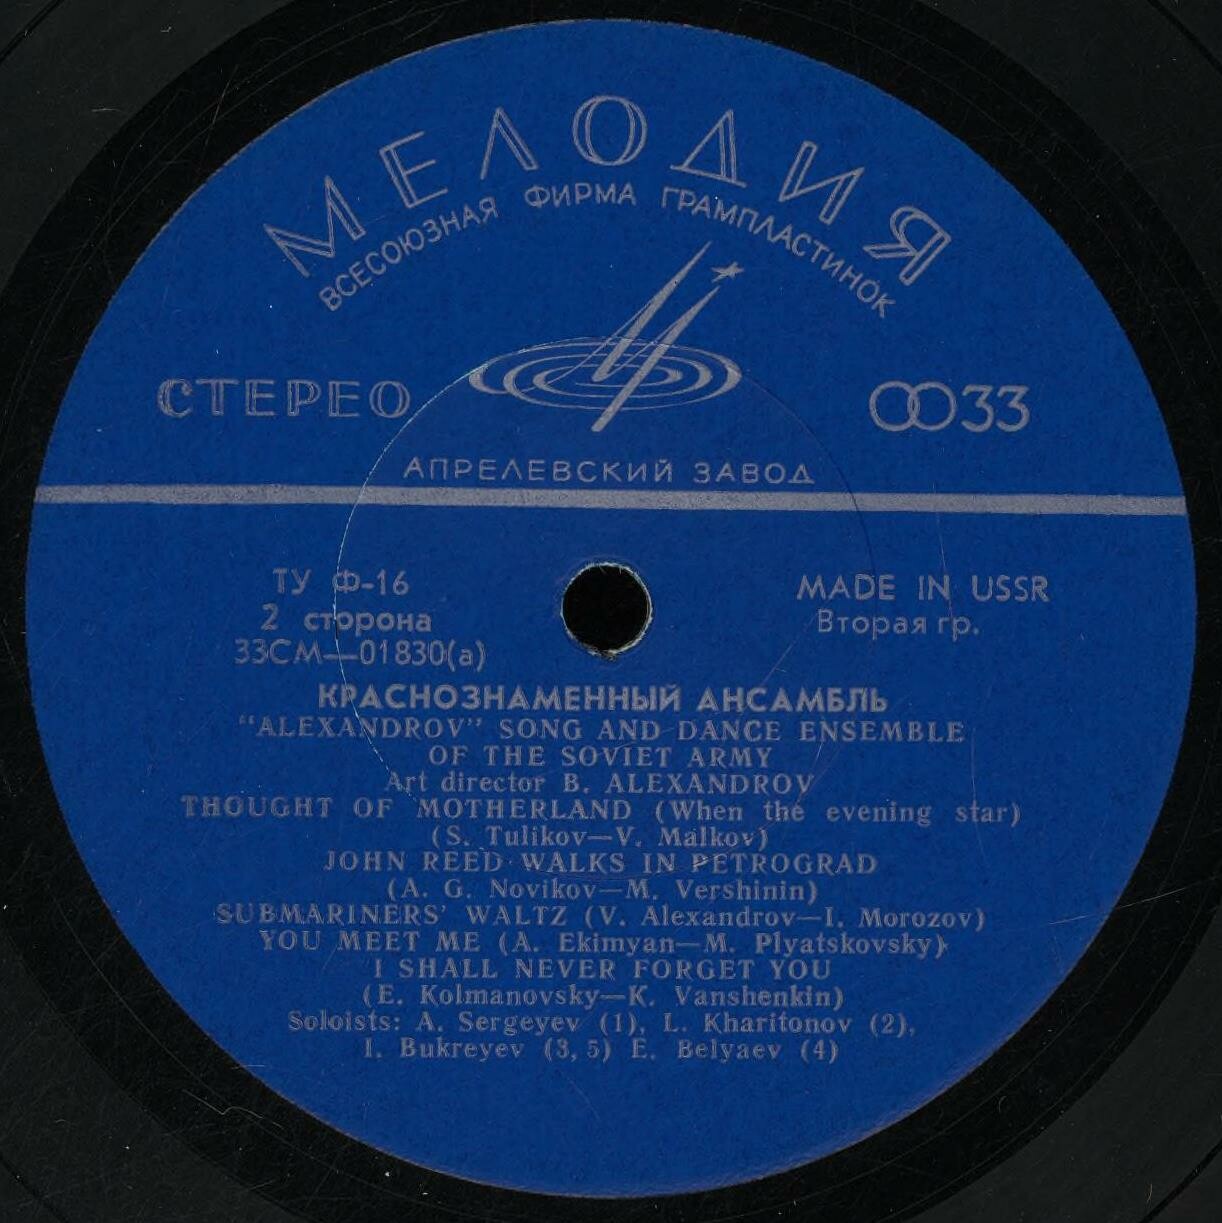 МЕЛОДИЯ
ВСЕСОЮЗНАЯ ФИРМА ГРАМПЛАСТИНОК
СТЕРЕО
33
АПРЕЛЕВСКИЙ ЗАВОД
ТУ Ф-16
MADE IN USSR
2 сторона
Вторая гр.
33СМ—01830(а)
КРАСНОЗНАМЕННЫЙ АНСАМБЛЬ
"ALEXANDROV" SONG AND DANCE ENSEMBLE
OF THE SOVIET ARMY
Art director B. ALEXANDROV
THOUGHT OF MOTHERLAND (When the evening star)
(S. Tulikov—V. Malkov)
JOHN REED WALKS IN PETROGRAD
(A. G. Novikov—M. Vershinin)
SUBMARINERS' WALTZ (V. Alexandrov—I. Morozov)
YOU MEET ME (A. Ekimyan—M. Plyatskovsky)
I SHALL NEVER FORGET YOU
(E. Kolmanovsky—K. Vanshenkin)
Soloists: A. Sergeyev (1), L. Kharitonov (2),
I. Bukreyev (3, 5) E. Belyaev (4)